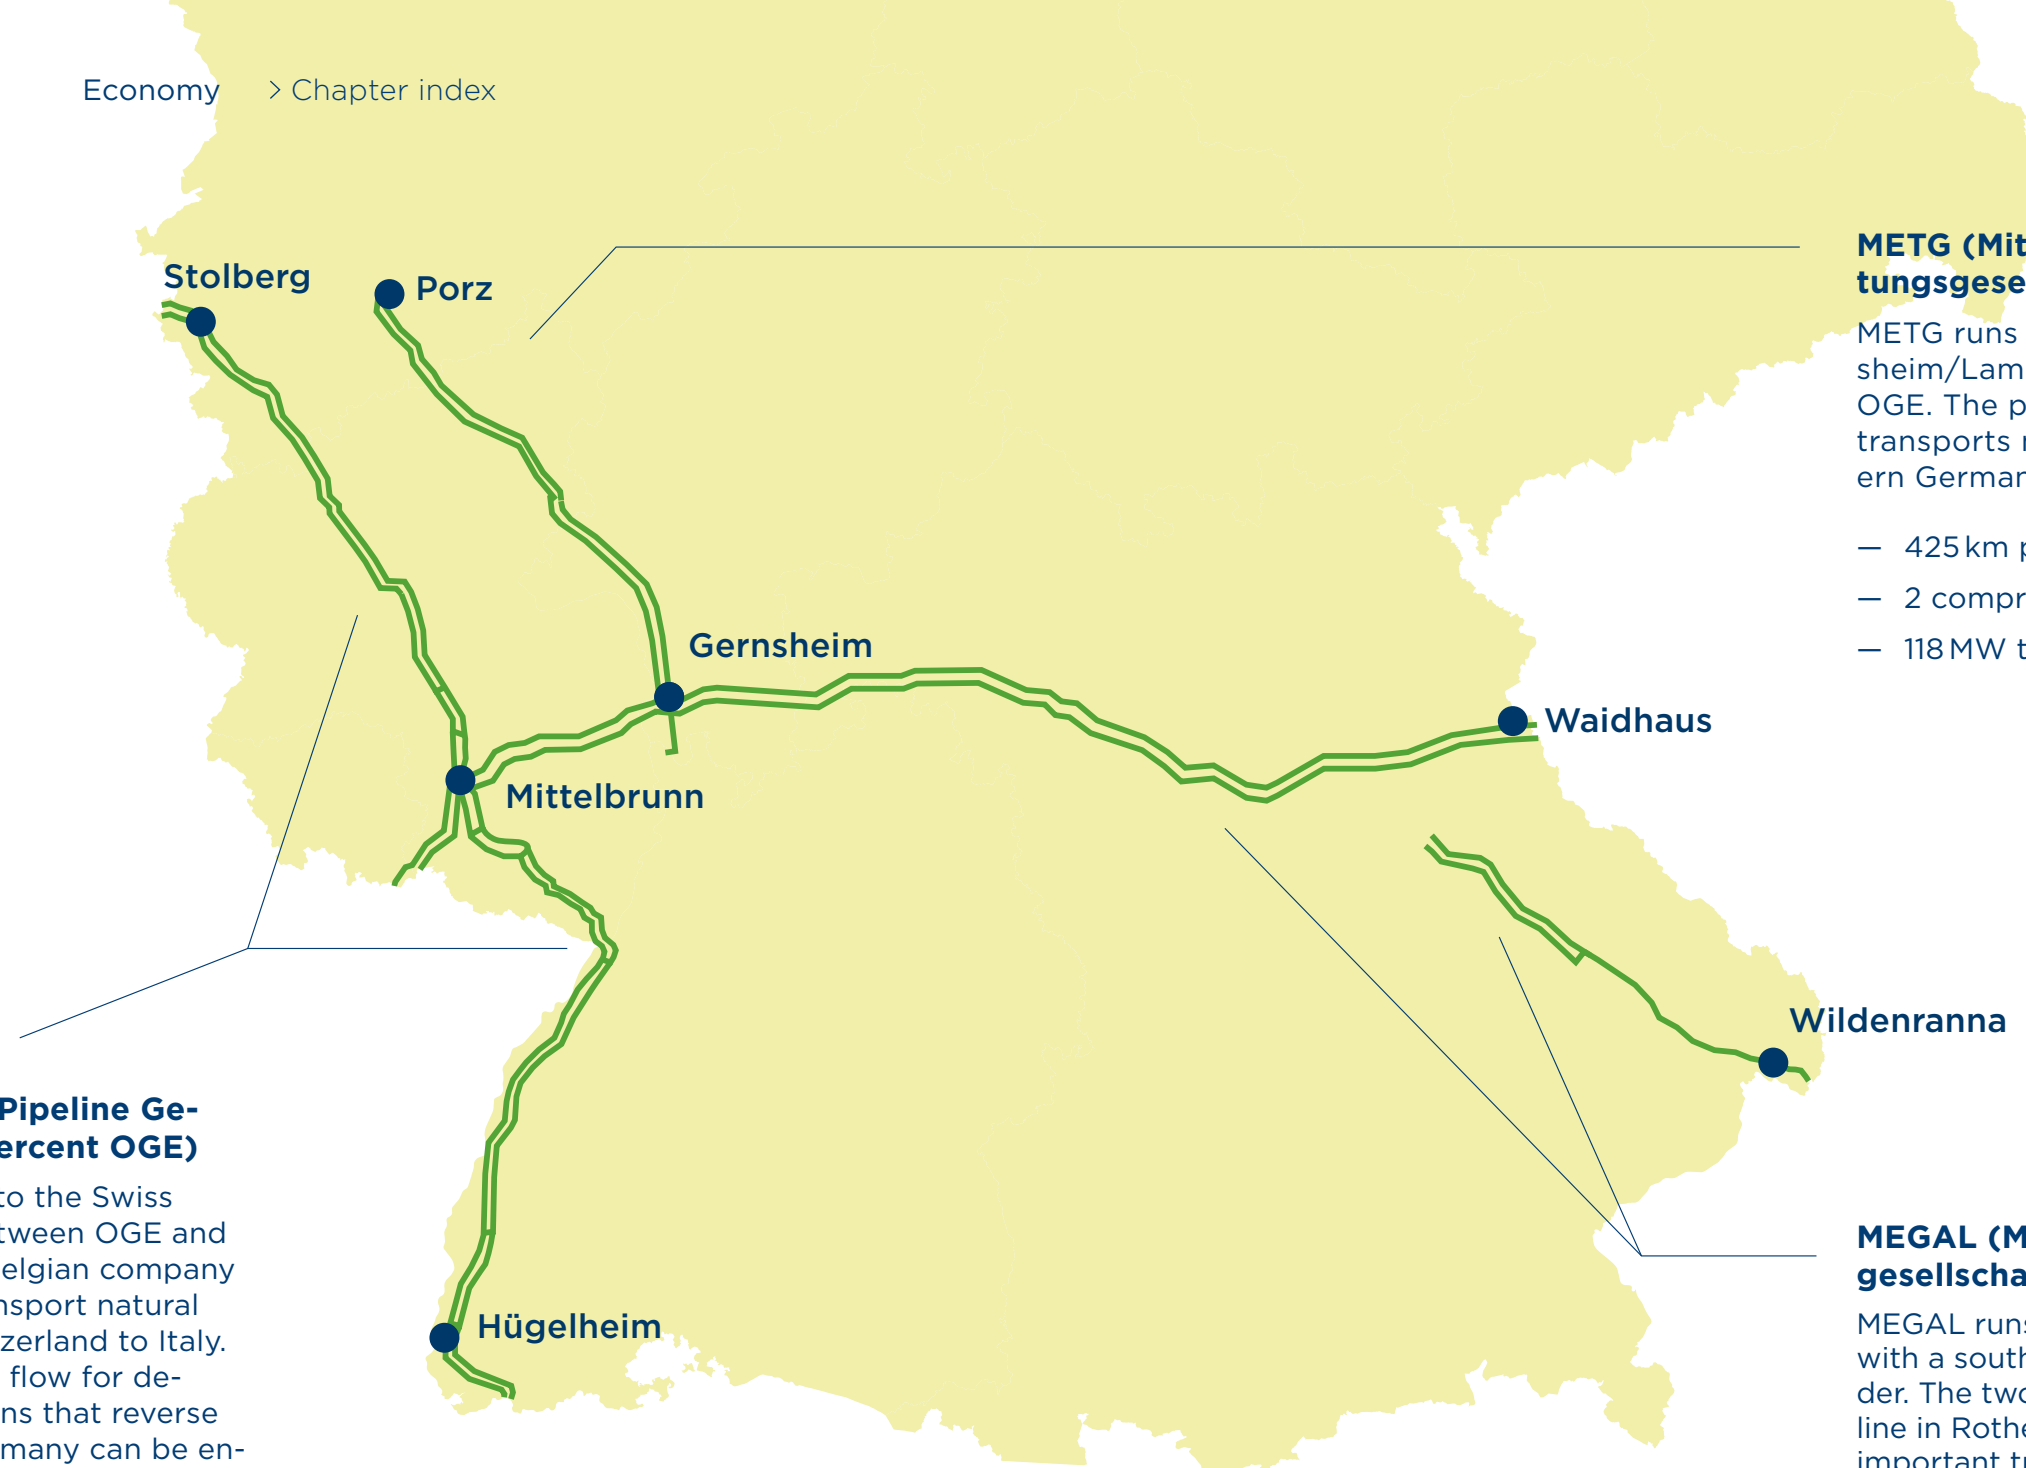 Economy > Chapter index
Stolberg
Porz
Gernsheim
Waidhaus
Mittelbrunn
Wildenranna
Hügelheim
METG (Mit
tungsgese
METG runs
sheim/Lam
OGE. The p
transports
ern German
— 425 km p
— 2 compr
— 118 MW t
Pipeline Ge-
ercent OGE)
to the Swiss
tween OGE and
elgian company
nsport natural
zerland to Italy.
flow for de-
ns that reverse
many can be en-
MEGAL (M
gesellscha
MEGAL runs
with a south
der. The two
line in Rothe
important tr